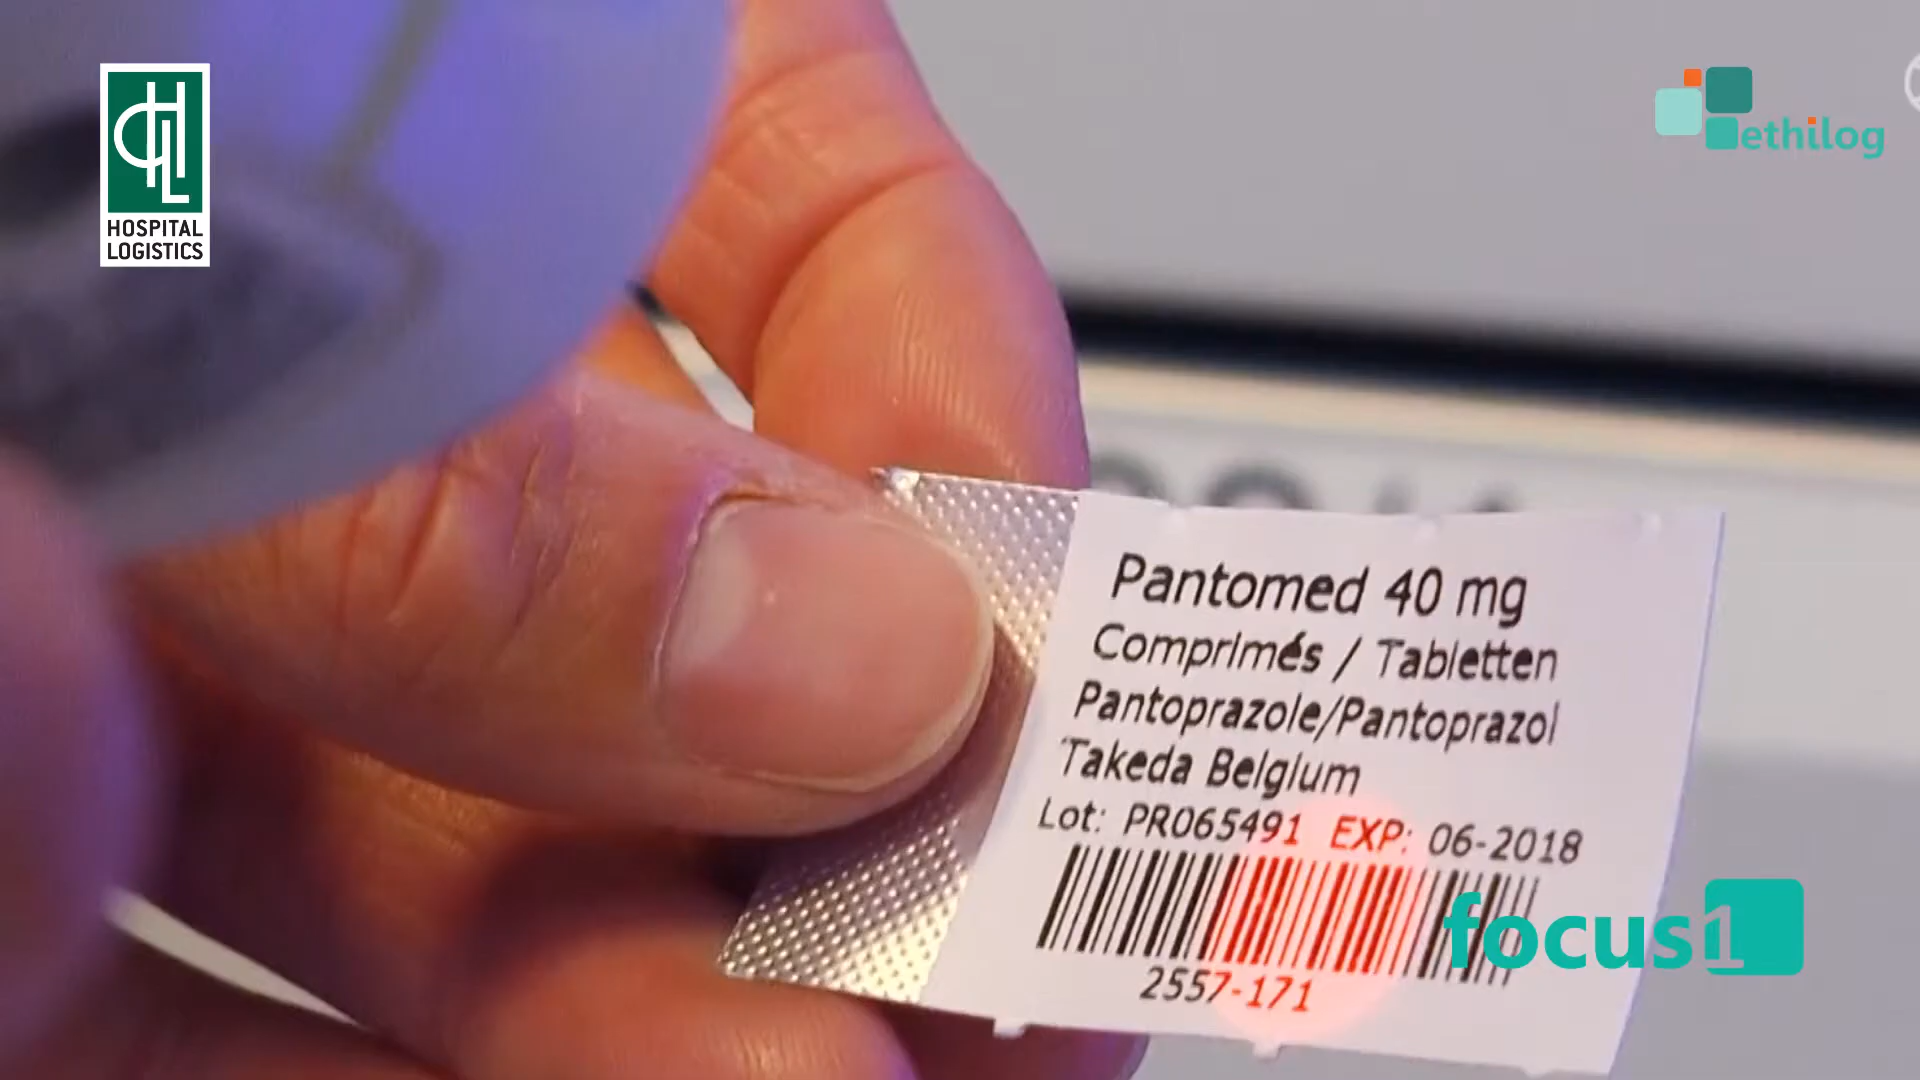 HL
HOSPITAL
LOGISTICS
ethilog
Pantomed 40 mg
Comprimés / Tabletten
Pantoprazole/Pantoprazol
Takeda Belgium
Lot: PR065491 EXP: 06-2018
2557-171
focus1